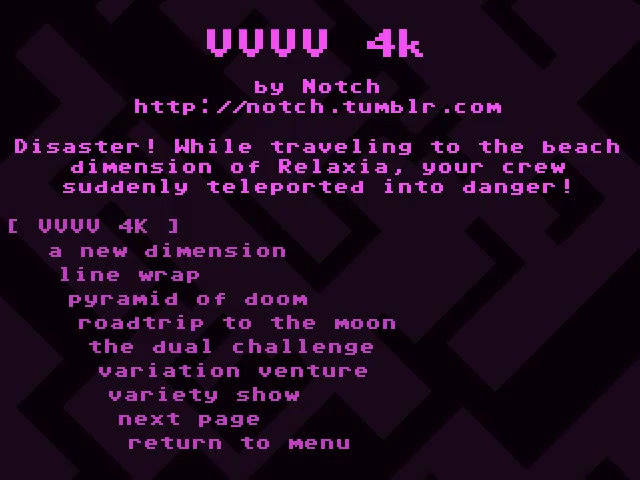 VVVV 4k
by Notch
http://notch.tumblr.com
Disaster! While traveling to the beach
dimension of Relaxia, your crew
suddenly teleported into danger!
[ VVVV 4K ]
a new dimension
line wrap
pyramid of doom
roadtrip to the moon
the dual challenge
variation venture
variety show
next page
return to menu